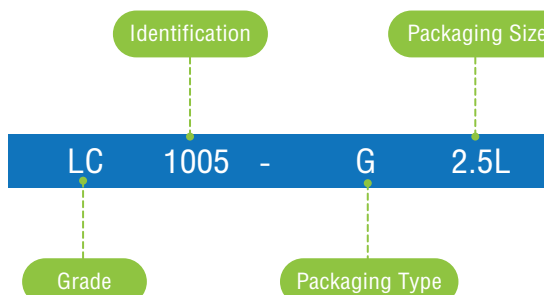 Identification Packaging Size
LC 1005 - G 2.5L
Grade Packaging Type